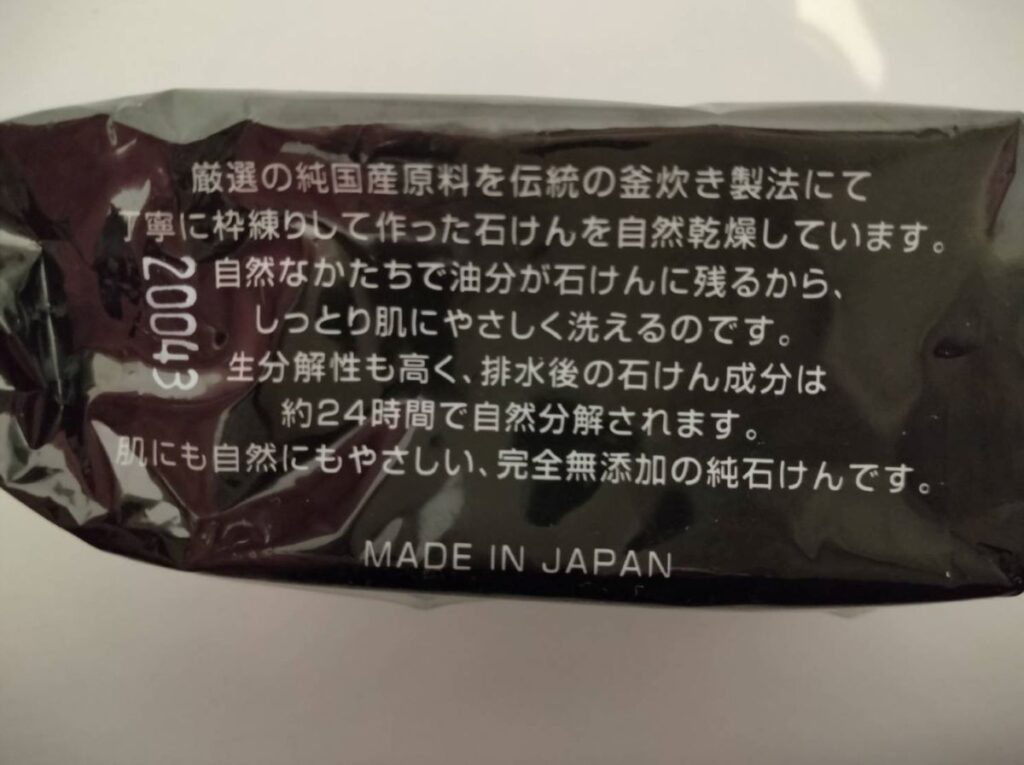 厳選の純国産原料を伝統の釜炊き製法にて
丁寧に枠練りして作った石けんを自然乾燥しています。
自然なかたちで油分が石けんに残るから、
しっとり肌にやさしく洗えるのです。
生分解性も高く、排水後の石けん成分は
約24時間で自然分解されます。
肌にも自然にもやさしい、完全無添加の純石けんです。
MADE IN JAPAN
20043